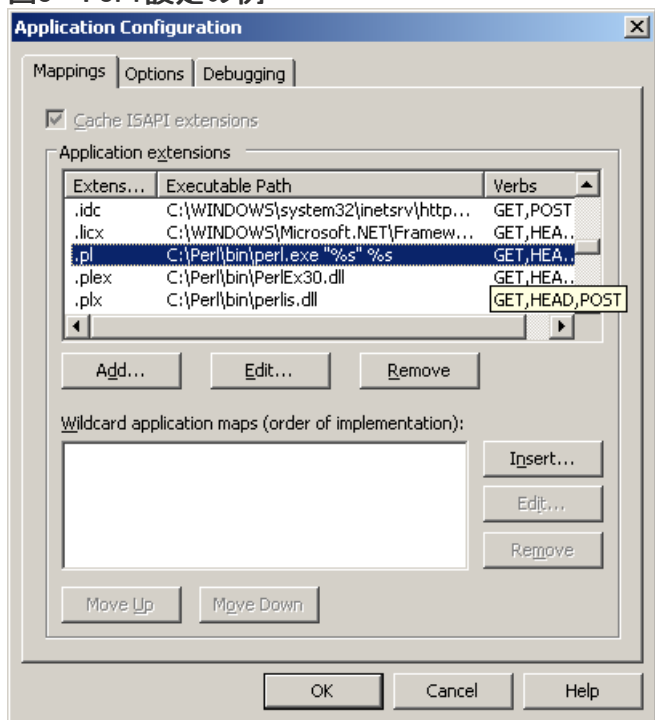 Application Configuration
Mappings Options Debugging
Cache ISAPI extensions
Application extensions
Extens... Executable Path Verbs
.idc C:\WINDOWS\system32\inetsrv\http... GET,POST
.licx C:\WINDOWS\Microsoft.NET\Framew... GET,HEA...
.pl C:\Perl\bin\perl.exe "%s" %s GET,HEA...
.plex C:\Perl\bin\PerlEx30.dll GET,HEA...
.plx C:\Perl\bin\perlis.dll GET,HEAD,POST
Add... Edit... Remove
Wildcard application maps (order of implementation):
Insert...
Edit...
Remove
Move Up Move Down
OK Cancel Help